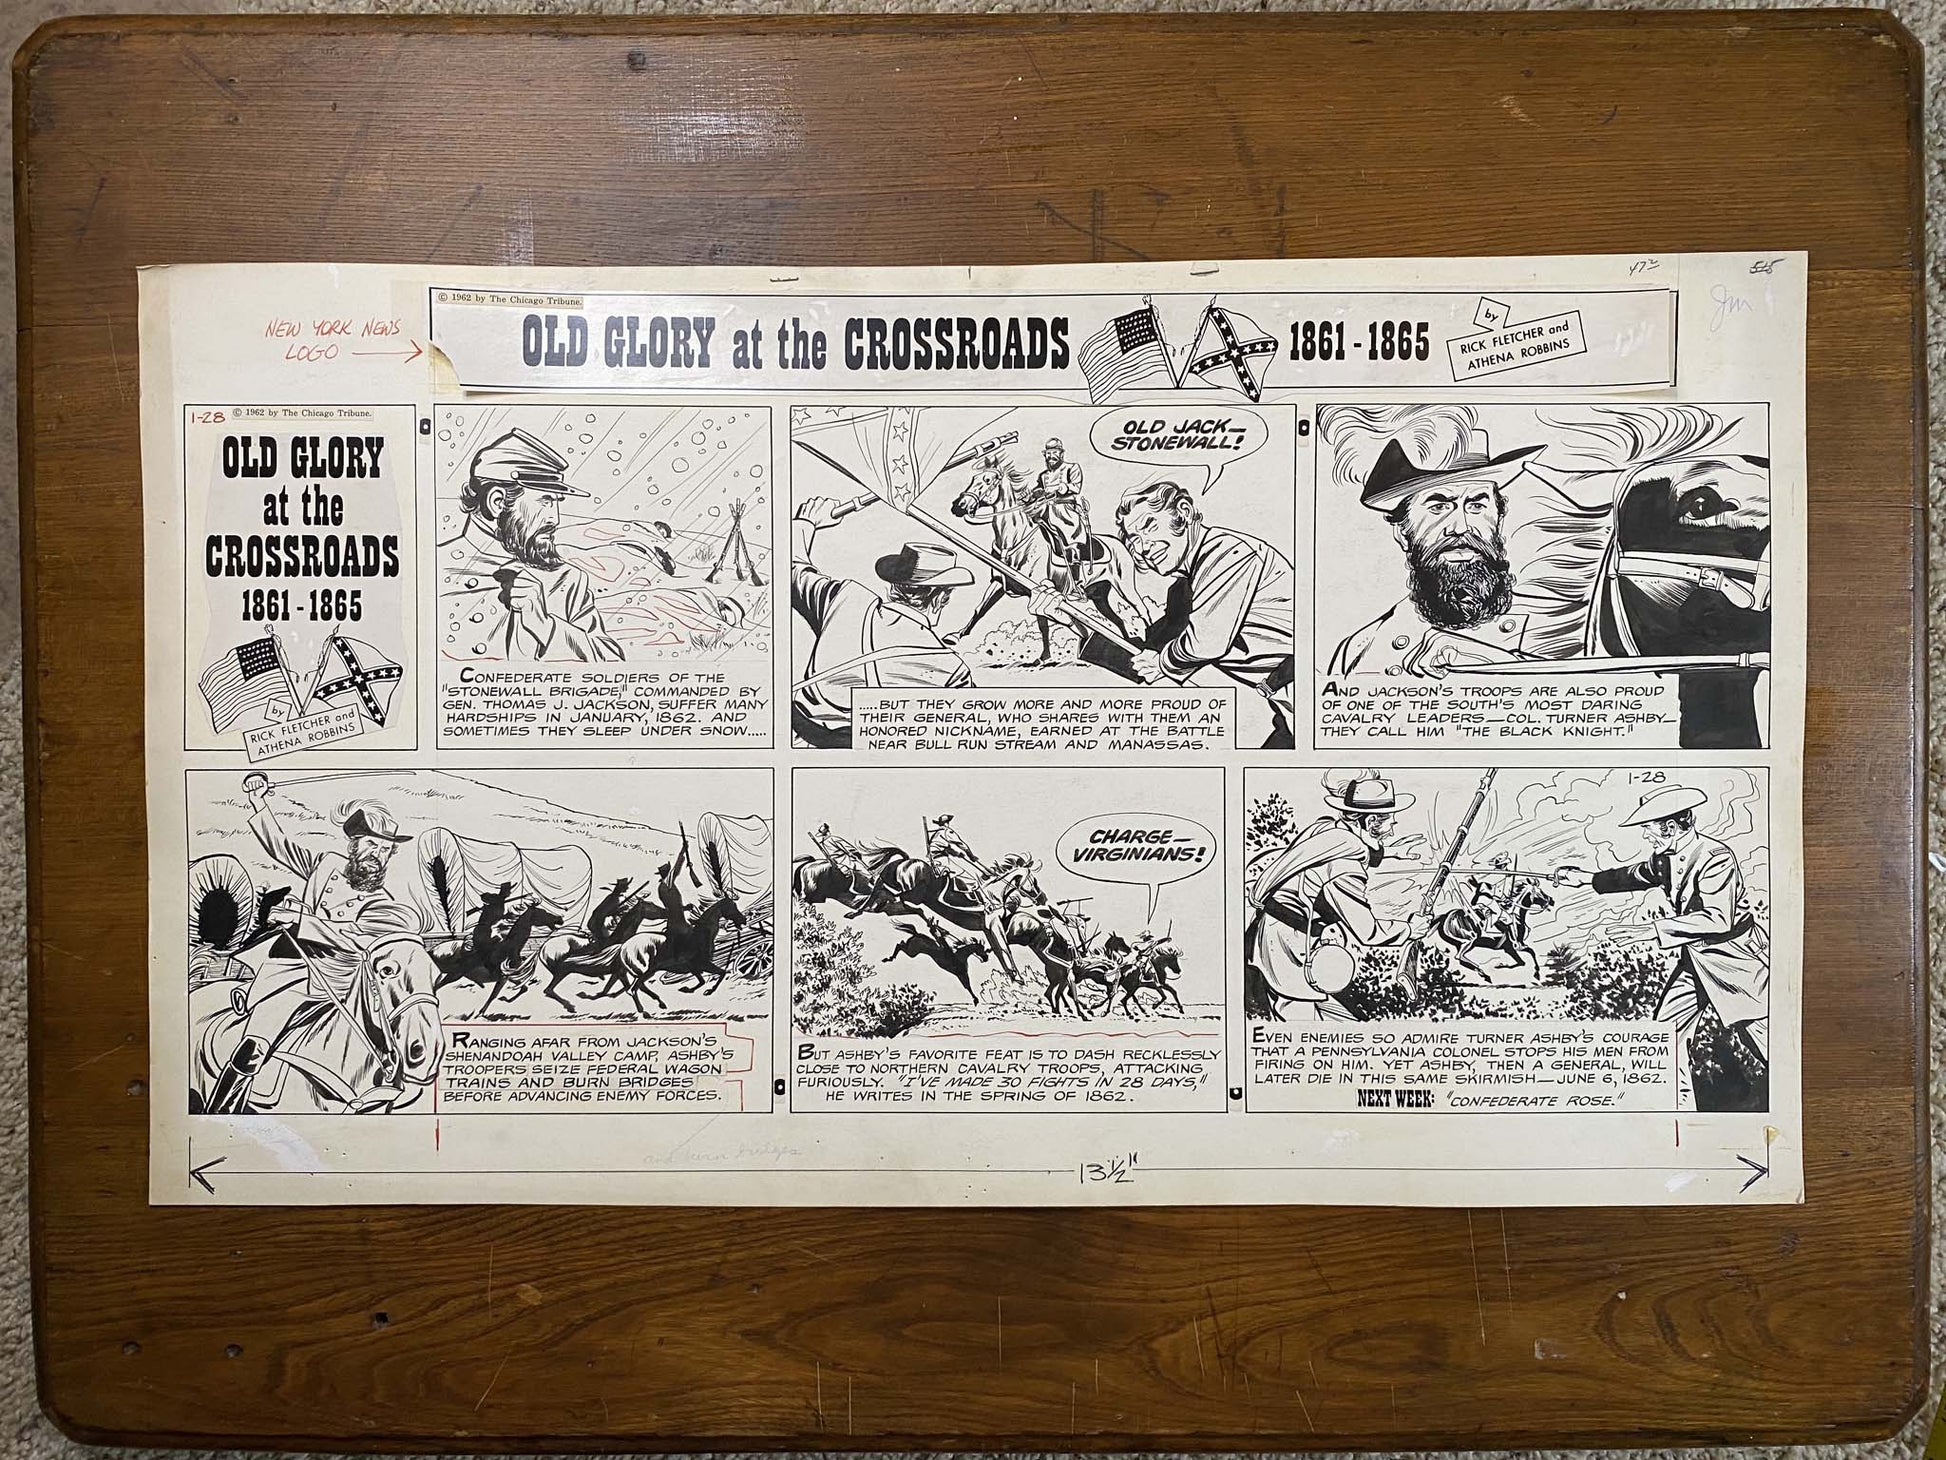 47²
515
Jm
© 1962 by The Chicago Tribune.
NEW YORK NEWS
LOGO
OLD GLORY at the CROSSROADS
1861-1865
by
RICK FLETCHER and
ATHENA ROBBINS
1-28
© 1962 by The Chicago Tribune.
OLD GLORY
at the
CROSSROADS
1861-1865
by
RICK FLETCHER and
ATHENA ROBBINS
CONFEDERATE SOLDIERS OF THE
"STONEWALL BRIGADE," COMMANDED BY
GEN. THOMAS J. JACKSON, SUFFER MANY
HARDSHIPS IN JANUARY, 1862. AND
SOMETIMES THEY SLEEP UNDER SNOW.....
OLD JACK—
STONEWALL!
.....BUT THEY GROW MORE AND MORE PROUD OF
THEIR GENERAL, WHO SHARES WITH THEM AN
HONORED NICKNAME, EARNED AT THE BATTLE
NEAR BULL RUN STREAM AND MANASSAS.
AND JACKSON'S TROOPS ARE ALSO PROUD
OF ONE OF THE SOUTH'S MOST DARING
CAVALRY LEADERS—COL. TURNER ASHBY—
THEY CALL HIM "THE BLACK KNIGHT."
RANGING AFAR FROM JACKSON'S
SHENANDOAH VALLEY CAMP, ASHBY'S
TROOPERS SEIZE FEDERAL WAGON
TRAINS AND BURN BRIDGES
BEFORE ADVANCING ENEMY FORCES.
CHARGE—
VIRGINIANS!
BUT ASHBY'S FAVORITE FEAT IS TO DASH RECKLESSLY
CLOSE TO NORTHERN CAVALRY TROOPS, ATTACKING
FURIOUSLY. "I'VE MADE 30 FIGHTS IN 28 DAYS,"
HE WRITES IN THE SPRING OF 1862.
1-28
EVEN ENEMIES SO ADMIRE TURNER ASHBY'S COURAGE
THAT A PENNSYLVANIA COLONEL STOPS HIS MEN FROM
FIRING ON HIM. YET ASHBY, THEN A GENERAL, WILL
LATER DIE IN THIS SAME SKIRMISH—JUNE 6, 1862.
NEXT WEEK: "CONFEDERATE ROSE."
and burn bridges
13½"